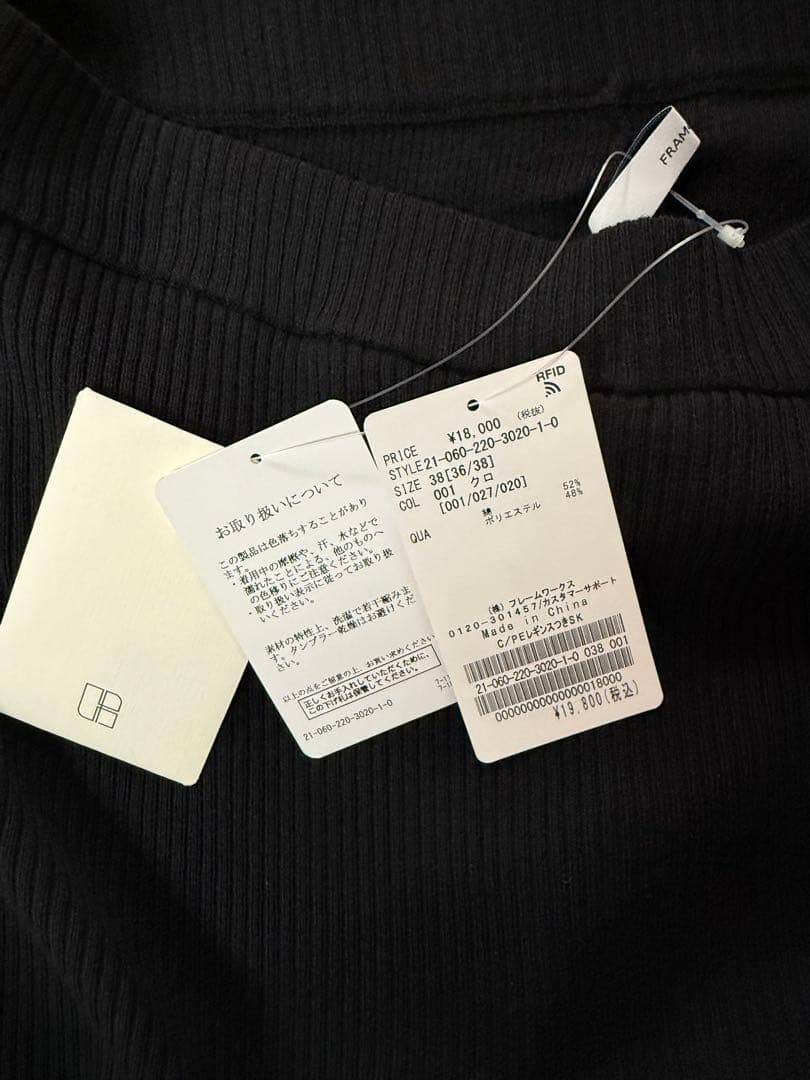 FRAM
RFID
PRICE ¥18,000 (税抜)
STYLE 21-060-220-3020-1-0
SIZE 38[36/38]
COL 001 クロ
[001/027/020]
QUA 綿 52%
ポリエステル 48%
(株) フレームワークス
0120-301457/カスタマーサポート
Made in China
C/PEレギンスつきSK
21-060-220-3020-1-0 038 001
0000000000000018000
¥19,800(税込)
お取り扱いについて
この製品は色落ちすることがあり
ます。
着用中の摩擦や、汗、水などで
濡れたことによる、他のものへ
の色移りにご注意ください。
取り扱い表示に従ってお取り扱
いください。
素材の特性上、洗濯で若干縮みま
す。タンブラー乾燥はお避けくだ
さい。
以上の点をご留意の上、お買い求めください
正しくお手入れしていただくために、
この下げ札は保管してください。
21-060-220-3020-1-0